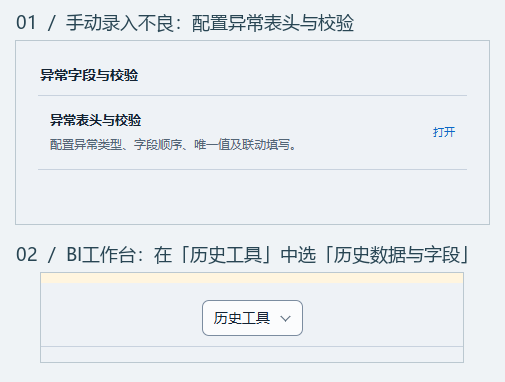 01 / 手动录入不良：配置异常表头与校验
异常字段与校验
异常表头与校验
配置异常类型、字段顺序、唯一值及联动填写。
打开
02 / BI工作台：在「历史工具」中选「历史数据与字段」
历史工具